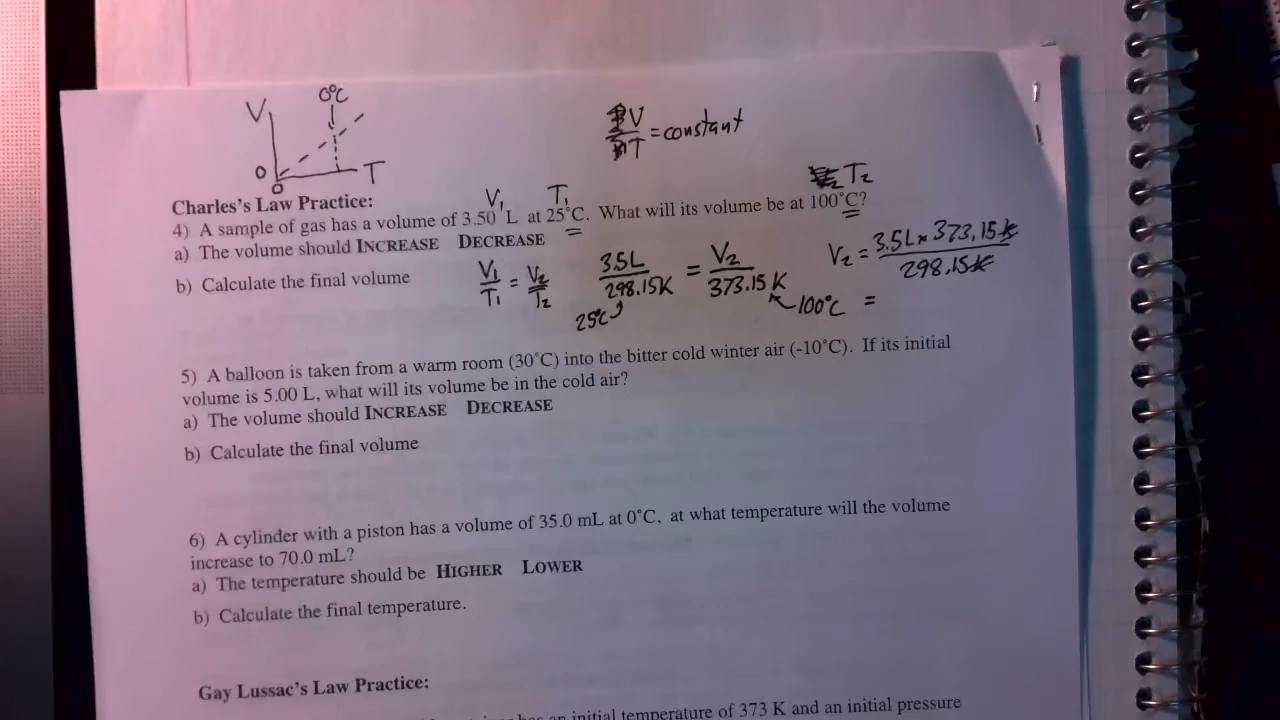 0°C
V
0
0
T
V
T
=constant
T₂
V₁ T₁
Charles's Law Practice:
4) A sample of gas has a volume of 3.50 L at 25°C. What will its volume be at 100°C?
a) The volume should INCREASE DECREASE
b) Calculate the final volume
V₁/T₁ = V₂/T₂
3.5L/298.15K = V₂/373.15K
25°C
100°C
V₂ = 3.5L × 373.15K/298.15K
=
5) A balloon is taken from a warm room (30°C) into the bitter cold winter air (-10°C). If its initial
volume is 5.00 L, what will its volume be in the cold air?
a) The volume should INCREASE DECREASE
b) Calculate the final volume
6) A cylinder with a piston has a volume of 35.0 mL at 0°C, at what temperature will the volume
increase to 70.0 mL?
a) The temperature should be HIGHER LOWER
b) Calculate the final temperature.
Gay Lussac's Law Practice:
an initial temperature of 373 K and an initial pressure